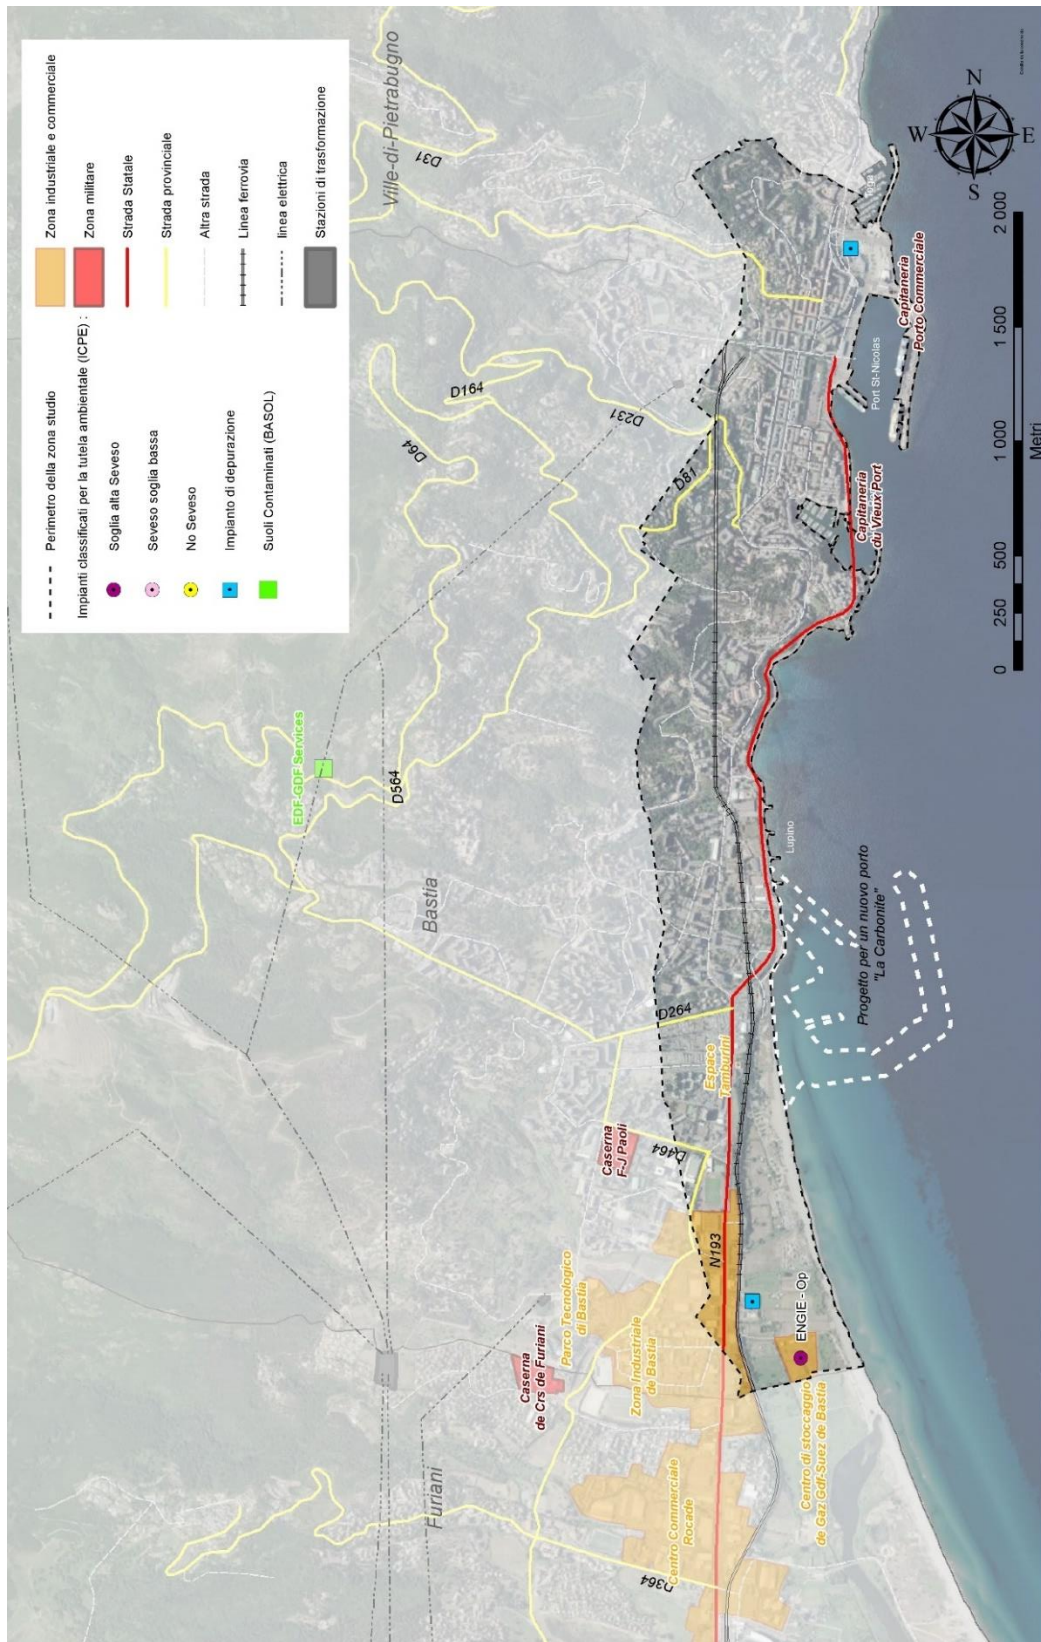 Perimetro della zona studio
Impianti classificati per la tutela ambientale (ICPE) :
Soglia alta Seveso
Seveso soglia bassa
No Seveso
Impianto di depurazione
Suoli Contaminati (BASOL)
Zona industriale e commerciale
Zona militare
Strada Statale
Strada provinciale
Altra strada
Linea ferrovia
linea elettrica
Stazioni di trasformazione
Ville-di-Pietrabugno
D31
D164
D64
D231
D81
EDF-GDF Services
D564
Bastia
D264
Espace
Tamburini
Caserna
F-J Paoli
D464
N193
Parco Tecnologico
di Bastia
Caserna
de Crs de Furiani
Zona Industriale
de Bastia
Furiani
Centro Commerciale
Rocade
D364
ENGIE - Op
Centro di stoccaggio
de Gaz Gdf-Suez de Bastia
Lupino
Progetto per un nuovo porto
"La Carbonite"
Capitaneria
du Vieux Port
Port St-Nicolas
Capitaneria
Porto Commerciale
N
W
E
S
0
250
500
1 000
1 500
2 000
Metri